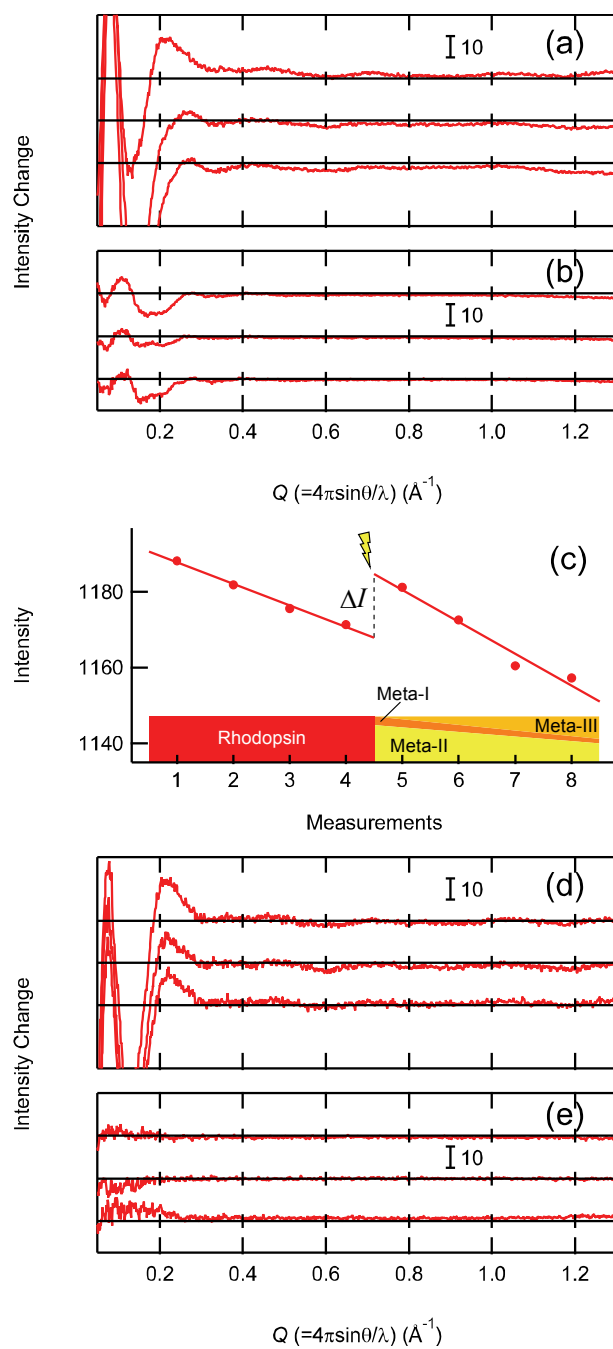 (a)
10
Intensity Change
(b)
10
0.2 0.4 0.6 0.8 1.0 1.2
Q (=4πsinθ/λ) (Å⁻¹)
(c)
Intensity
1180
1160
1140
ΔI
Meta-I
Meta-III
Rhodopsin
Meta-II
1 2 3 4 5 6 7 8
Measurements
(d)
10
Intensity Change
(e)
10
0.2 0.4 0.6 0.8 1.0 1.2
Q (=4πsinθ/λ) (Å⁻¹)